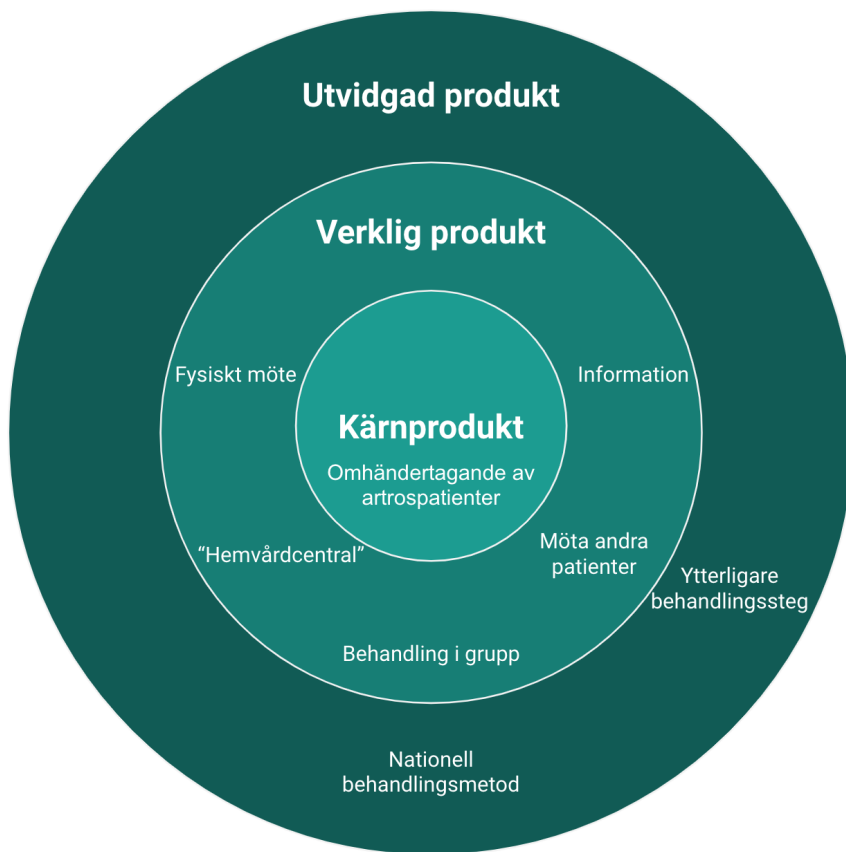 Utvidgad produkt
Verklig produkt
Fysiskt möte
Information
Kärnprodukt
Omhändertagande av
artrospatienter
“Hemvårdcentral”
Möta andra
patienter
Ytterligare
behandlingssteg
Behandling i grupp
Nationell
behandlingsmetod